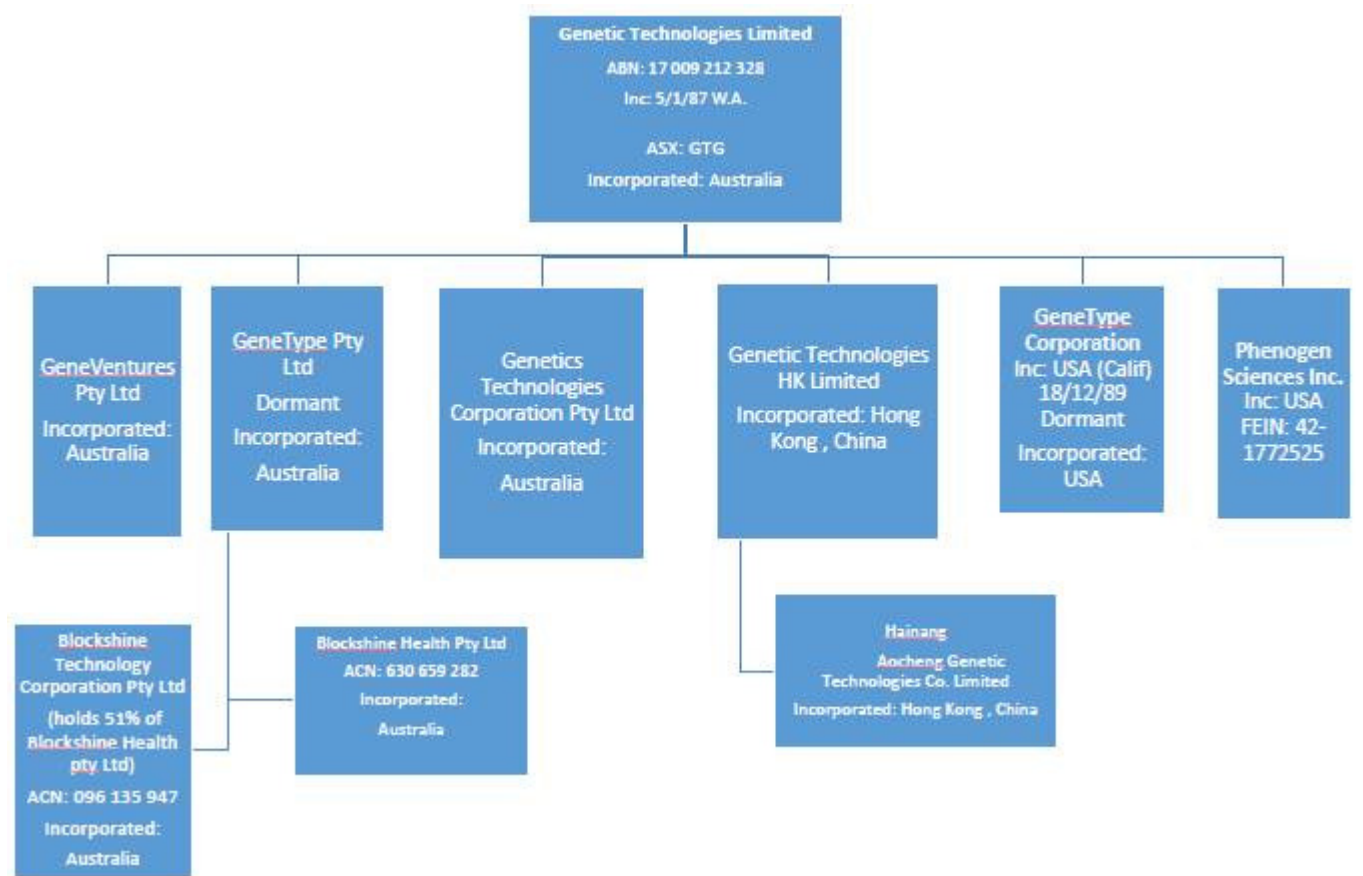 Genetic Technologies Limited
ABN: 17 009 212 328
Inc: 5/1/87 W.A.
ASX: GTG
Incorporated: Australia
GeneVentures
Pty Ltd
Incorporated:
Australia
GeneType Pty
Ltd
Dormant
Incorporated:
Australia
Genetics
Technologies
Corporation Pty Ltd
Incorporated:
Australia
Genetic Technologies
HK Limited
Incorporated: Hong
Kong , China
GeneType
Corporation
Inc: USA (Calif)
18/12/89
Dormant
Incorporated:
USA
Phenogen
Sciences Inc.
Inc: USA
FEIN: 42-
1772525
Blockshine
Technology
Corporation Pty Ltd
(holds 51% of
Blockshine Health
pty Ltd)
ACN: 096 135 947
Incorporated:
Australia
Blockshine Health Pty Ltd
ACN: 630 659 282
Incorporated:
Australia
Hainang
Aocheng Genetic
Technologies Co. Limited
Incorporated: Hong Kong , China